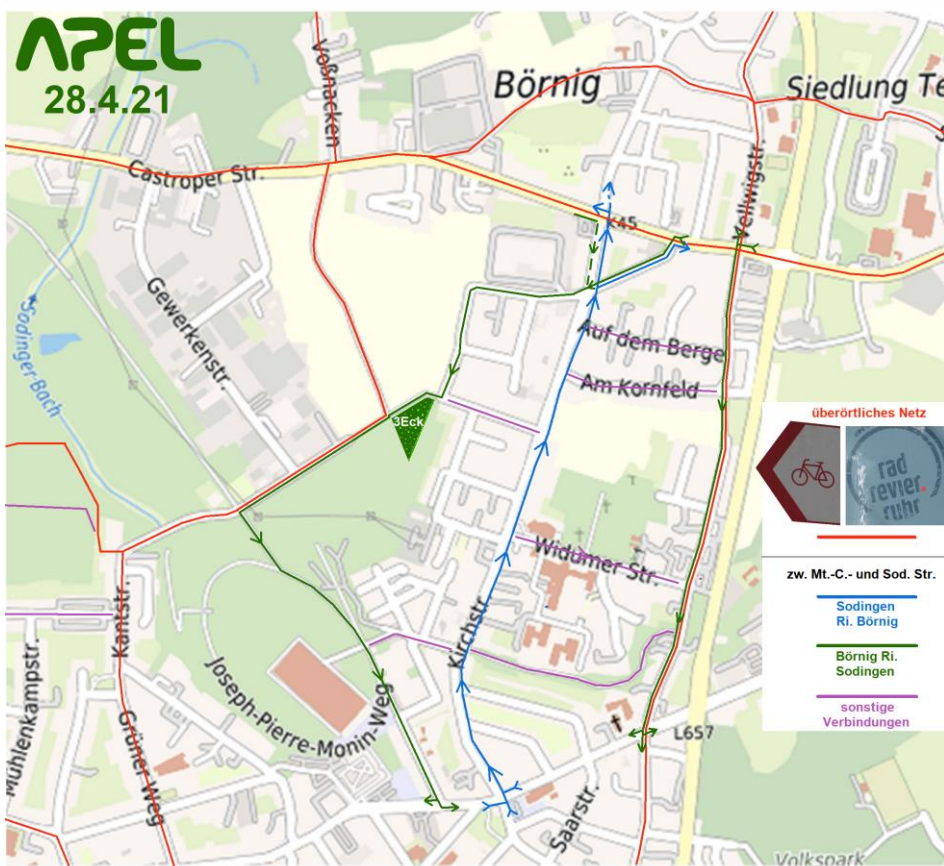 APEL
28.4.21
Voßnacken
Börnig
Siedlung Te
Castroper Str.
K45
Vellwigstr.
Sodinger-Bach
Gewerkenstr.
Auf dem Berge
Am Kornfeld
3Eck
überörtliches Netz
rad
revier.
ruhr
Widumer Str.
zw. Mt.-C.- und Sod. Str.
Sodingen
Ri. Börnig
Börnig Ri.
Sodingen
sonstige
Verbindungen
Kantstr.
Kirchstr.
Mühlenkampstr.
Grüner Weg
Joseph-Pierre-Monin-Weg
L657
Saarstr.
Volkspark